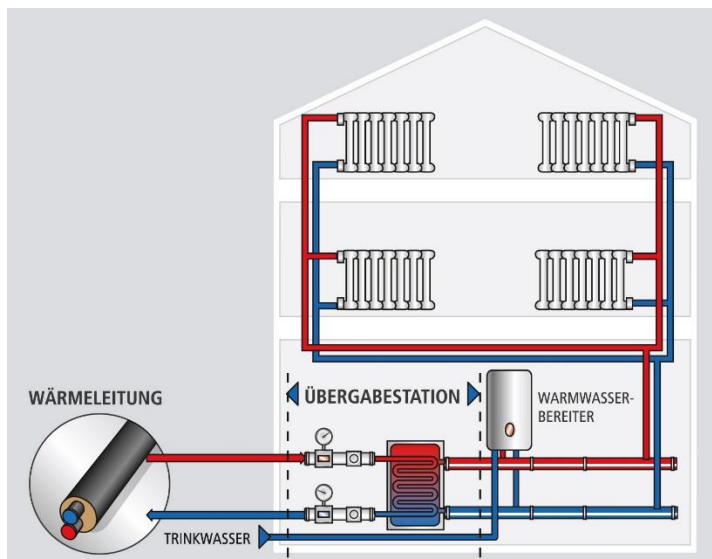 WÄRMELEITUNG
ÜBERGABESTATION
WARMWASSER-
BEREITER
TRINKWASSER